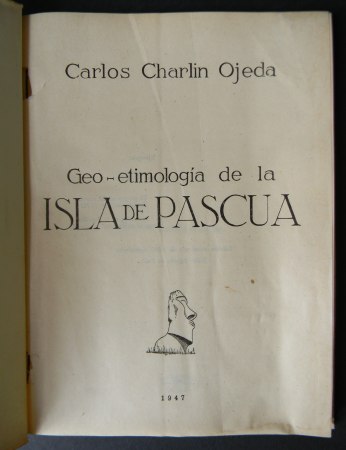 Carlos Charlin Ojeda
Geo-etimología de la
ISLA DE PASCUA
1947